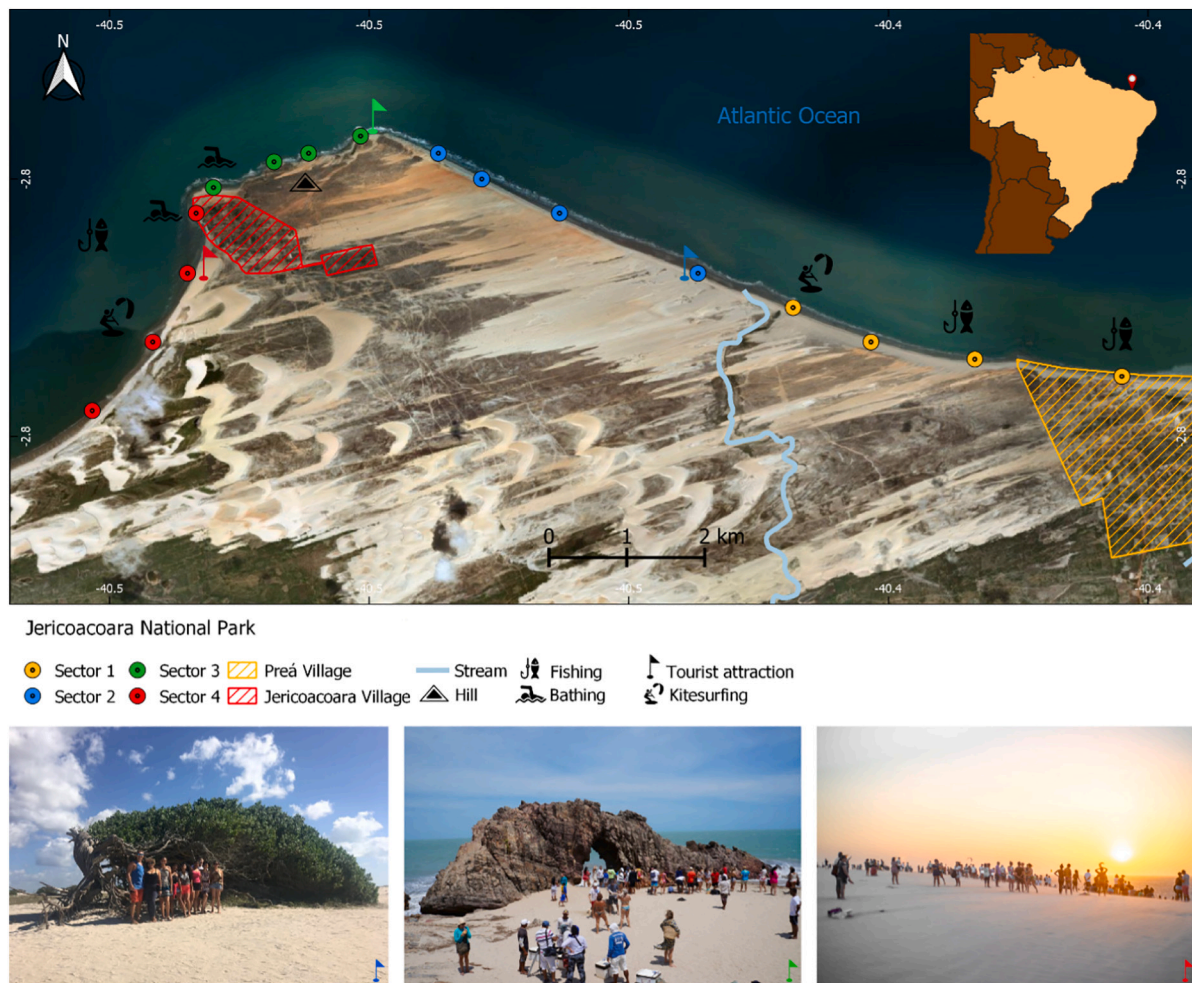 -40.5 -40.5 -40.5 -40.4 -40.4
N
Atlantic Ocean
-2.8 -2.8
-2.8 -2.8
0 1 2 km
-40.5 -40.5 -40.4 -40.4
Jericoacoara National Park
Sector 1 Sector 3 Preá Village Stream Fishing Tourist attraction
Sector 2 Sector 4 Jericoacoara Village Hill Bathing Kitesurfing